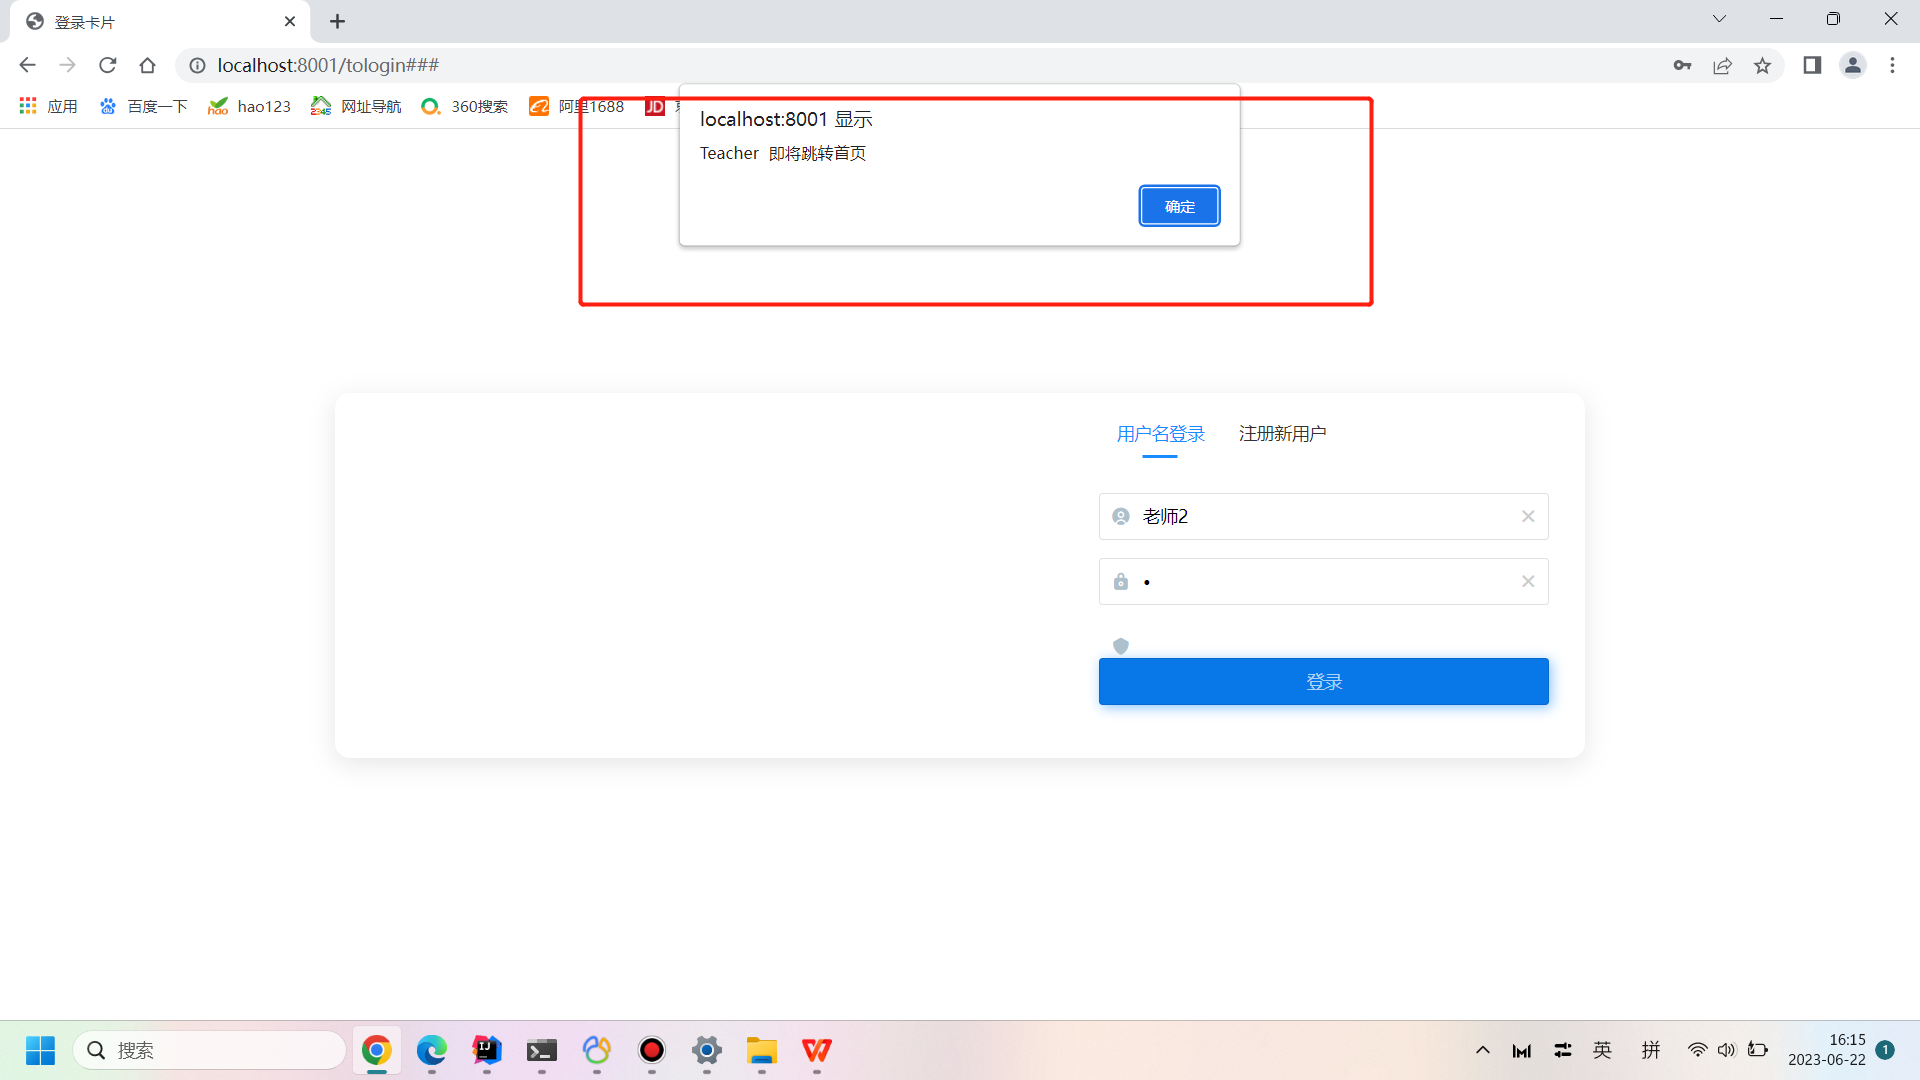 登录卡片
localhost:8001/tologin###
应用
百度一下
hao123
网址导航
360搜索
阿里1688
JD
localhost:8001 显示
Teacher 即将跳转首页
确定
用户名登录
注册新用户
老师2
•
登录
搜索
英
拼
16:15
2023-06-22
1